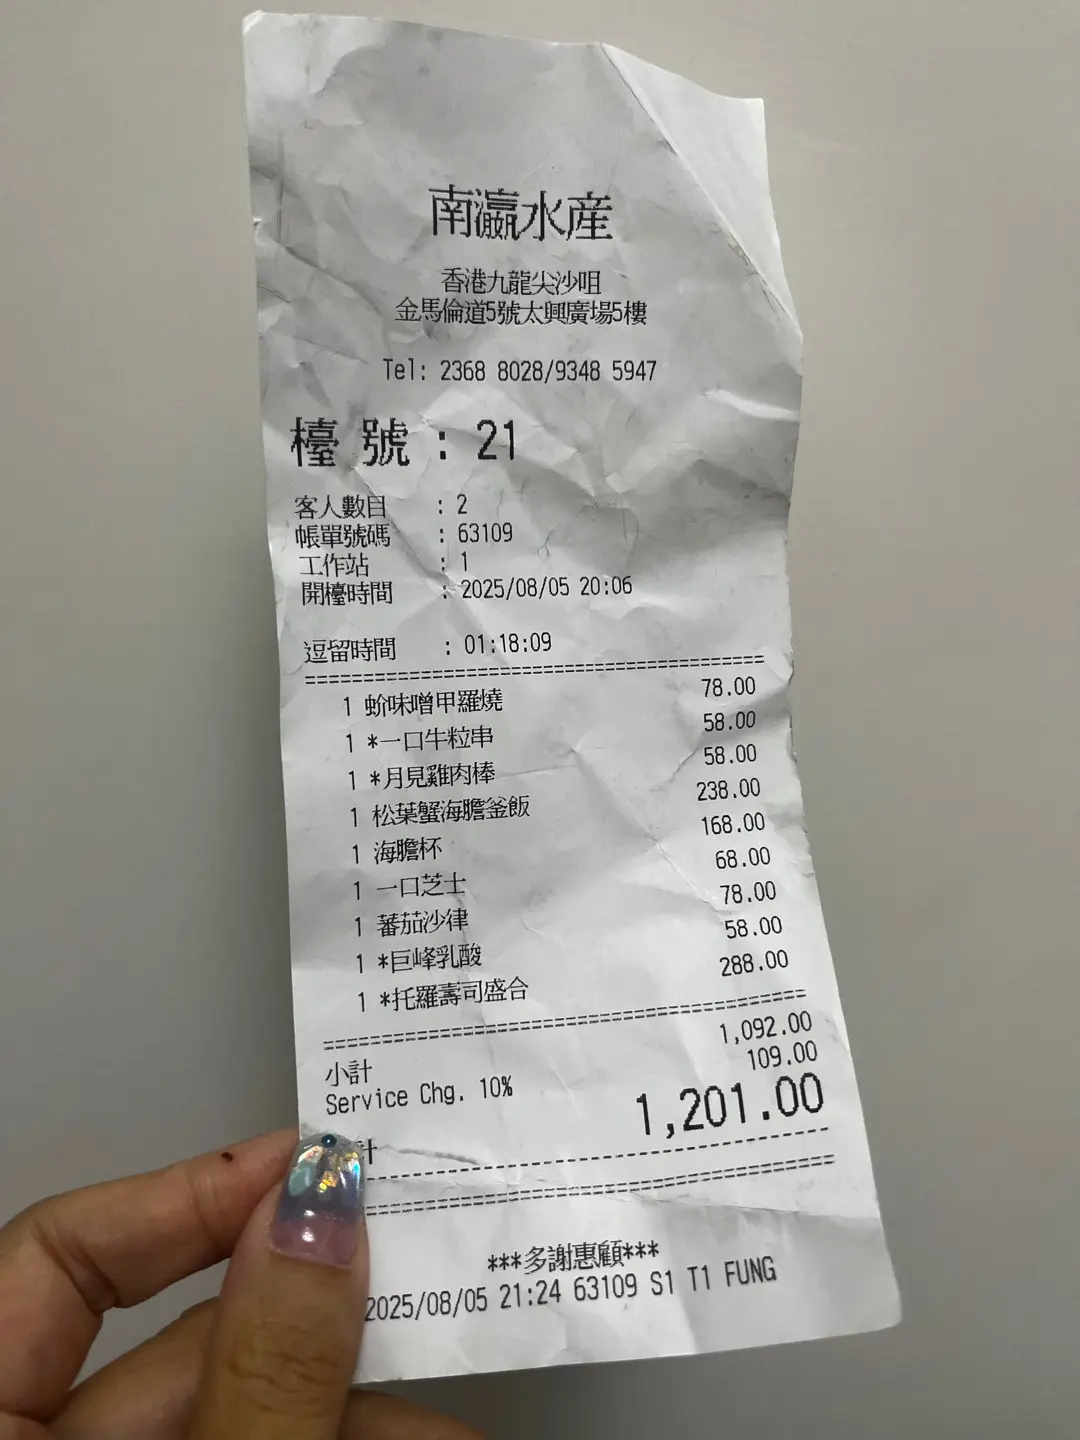 南瀛水産
香港九龍尖沙咀
金馬倫道5號太興廣場5樓
Tel: 2368 8028/9348 5947
檯 號 : 21
客人數目 : 2
帳單號碼 : 63109
工作站 : 1
開檯時間 : 2025/08/05 20:06
逗留時間 : 01:18:09
1 蚧味噌甲羅燒 78.00
1 *一口牛粒串 58.00
1 *月見雞肉棒 58.00
1 松葉蟹海膽釜飯 238.00
1 海膽杯 168.00
1 一口芝士 68.00
1 蕃茄沙律 78.00
1 *巨峰乳酸 58.00
1 *托羅壽司盛合 288.00
小計 1,092.00
Service Chg. 10% 109.00
計 1,201.00
***多謝惠顧***
2025/08/05 21:24 63109 S1 T1 FUNG